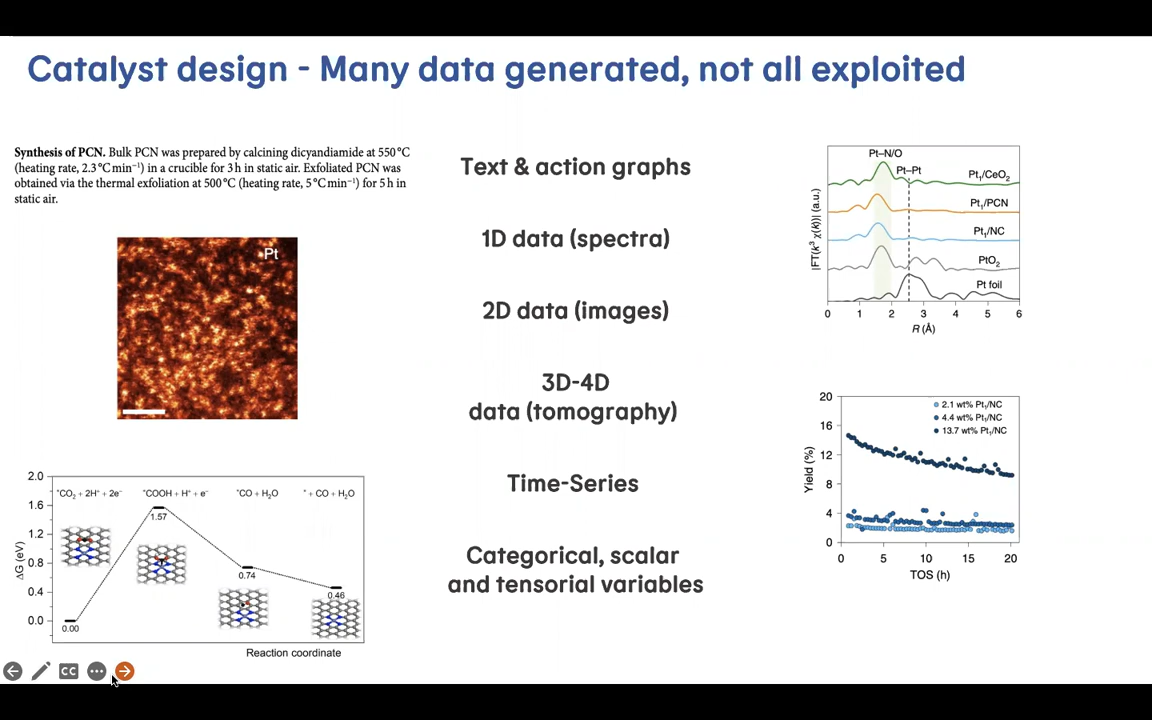 Catalyst design - Many data generated, not all exploited
Synthesis of PCN. Bulk PCN was prepared by calcining dicyandiamide at 550 °C
(heating rate, 2.3 °C min⁻¹) in a crucible for 3 h in static air. Exfoliated PCN was
obtained via the thermal exfoliation at 500 °C (heating rate, 5 °C min⁻¹) for 5 h in
static air.
Pt
2.0
1.6
1.2
0.8
0.4
0.0
ΔG (eV)
*CO₂ + 2H⁺ + 2e⁻
*COOH + H⁺ + e⁻
*CO + H₂O
* + CO + H₂O
0.00
1.57
0.74
0.46
Reaction coordinate
Text & action graphs
1D data (spectra)
2D data (images)
3D-4D
data (tomography)
Time-Series
Categorical, scalar
and tensorial variables
Pt–N/O
Pt–Pt
Pt₁/CeO₂
Pt₁/PCN
Pt₁/NC
PtO₂
Pt foil
|FT(k³ χ(k))| (a.u.)
0 1 2 3 4 5 6
R (Å)
20
16
12
8
4
0
Yield (%)
2.1 wt% Pt₁/NC
4.4 wt% Pt₁/NC
13.7 wt% Pt₁/NC
0 5 10 15 20
TOS (h)
CC